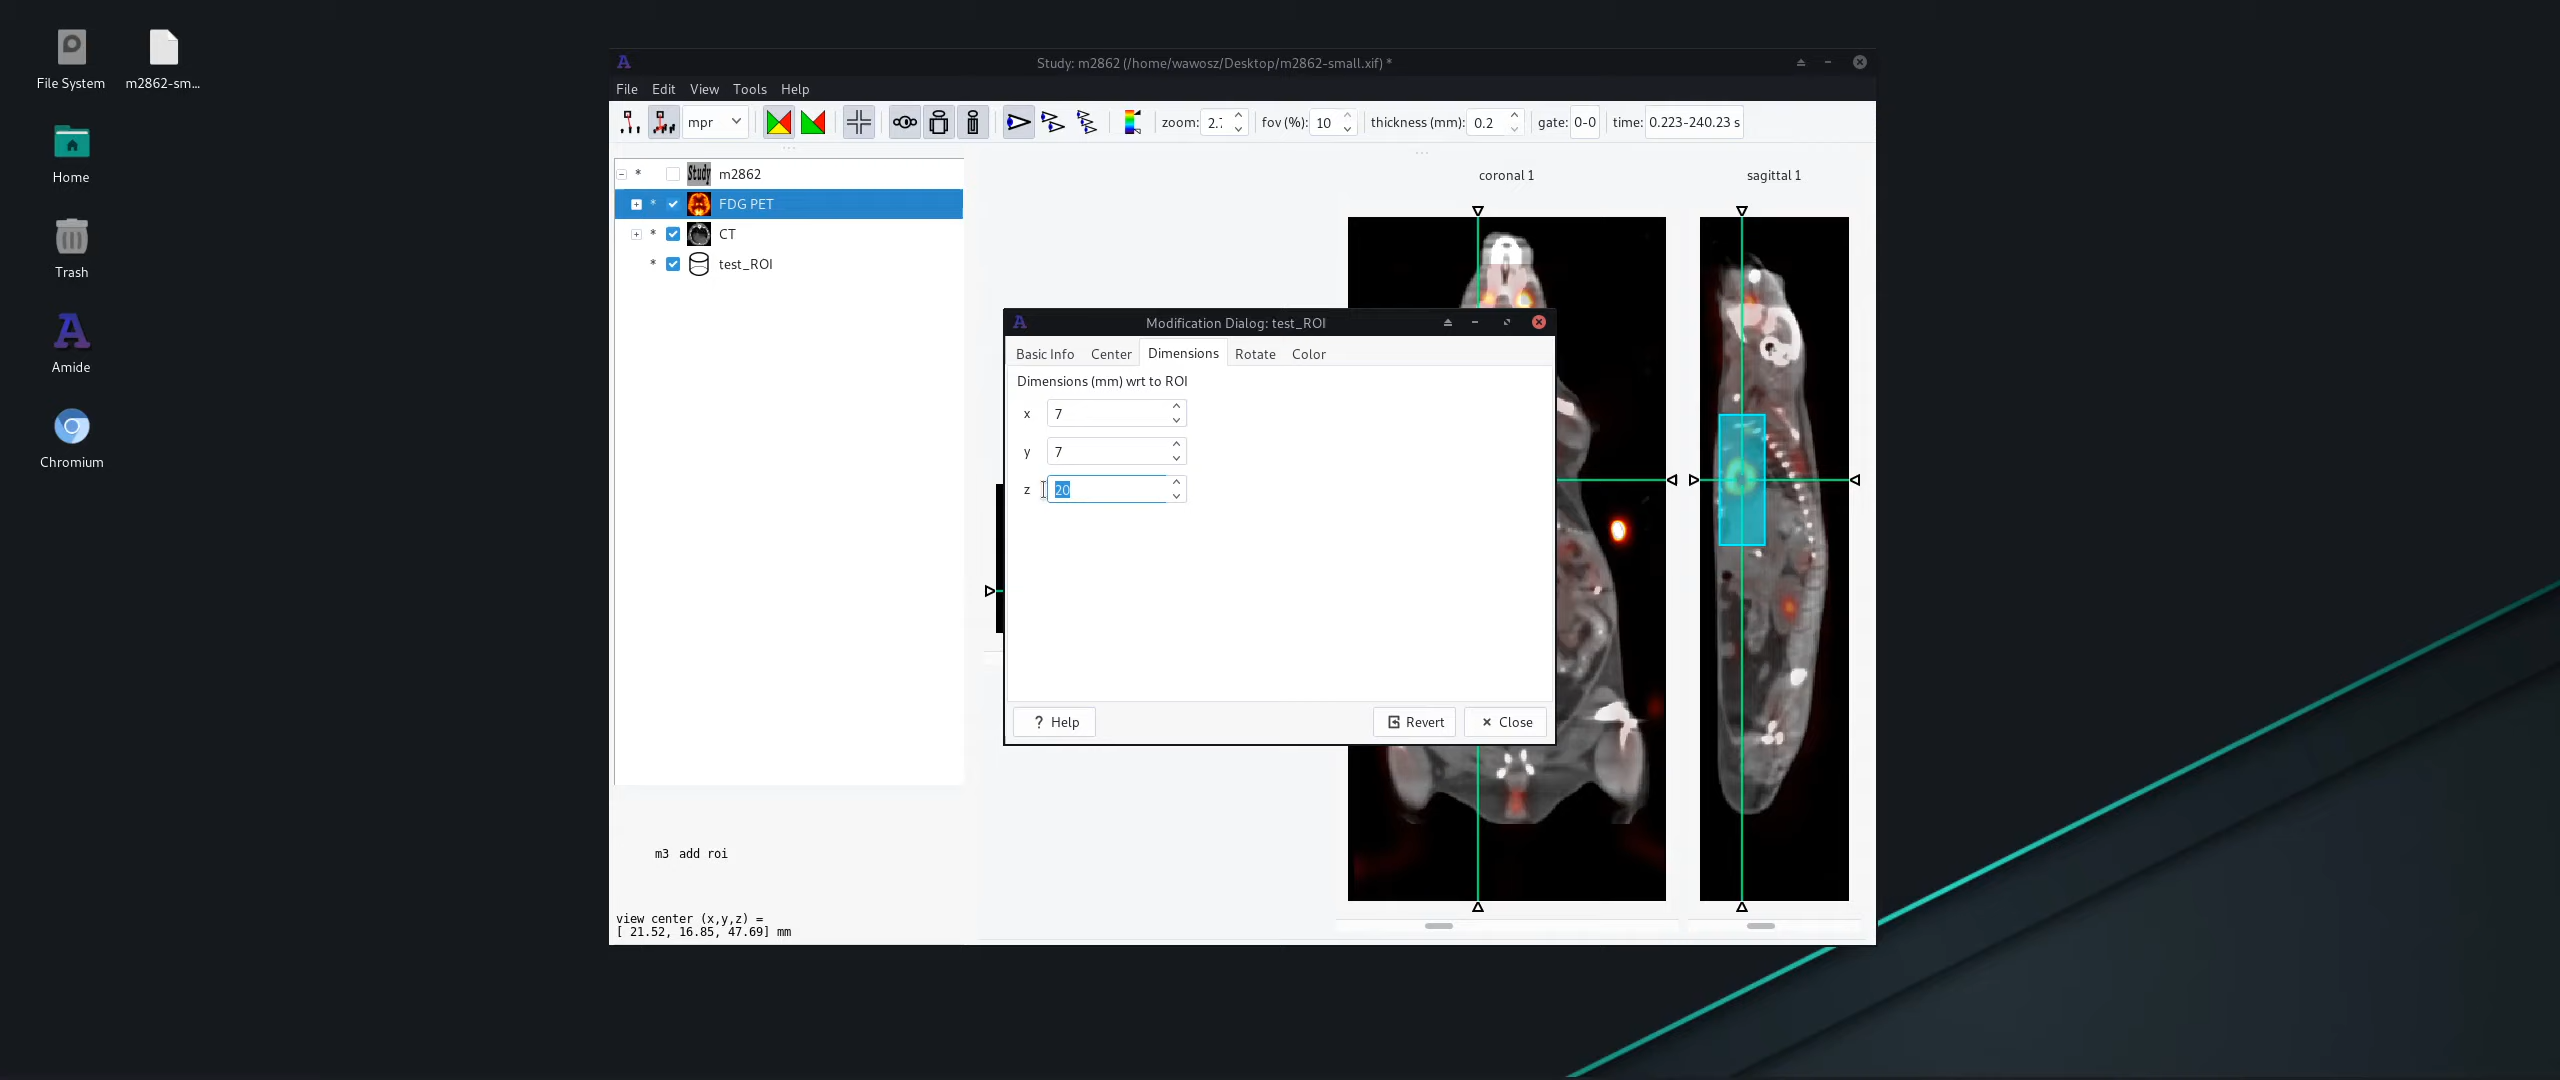 File System
m2862-sm...
Home
Trash
Amide
Chromium
Study: m2862 (/home/wawosz/Desktop/m2862-small.xif) *
File Edit View Tools Help
mpr zoom: 2. fov (%): 10 thickness (mm): 0.2 gate: 0-0 time: 0.223-240.23 s
* Study m2862
* FDG PET
* CT
* test_ROI
coronal 1
sagittal 1
Modification Dialog: test_ROI
Basic Info Center Dimensions Rotate Color
Dimensions (mm) wrt to ROI
x 7
y 7
z 20
? Help Revert × Close
m3 add roi
view center (x,y,z) =
[ 21.52, 16.85, 47.69] mm